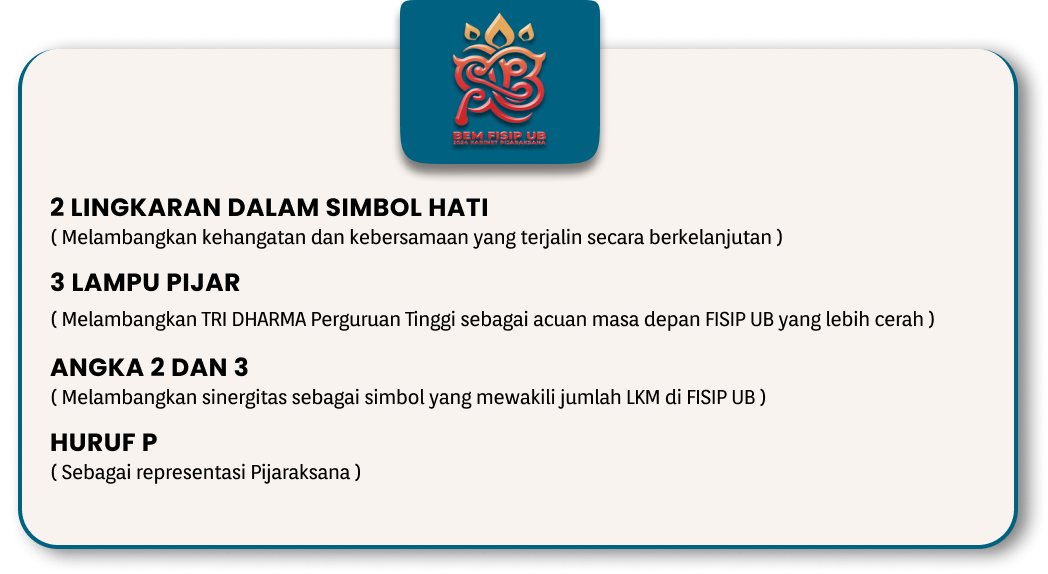 BEM FISIP UB
2024 KABINET PIJARAKSANA
2 LINGKARAN DALAM SIMBOL HATI
( Melambangkan kehangatan dan kebersamaan yang terjalin secara berkelanjutan )
3 LAMPU PIJAR
( Melambangkan TRI DHARMA Perguruan Tinggi sebagai acuan masa depan FISIP UB yang lebih cerah )
ANGKA 2 DAN 3
( Melambangkan sinergitas sebagai simbol yang mewakili jumlah LKM di FISIP UB )
HURUF P
( Sebagai representasi Pijaraksana )